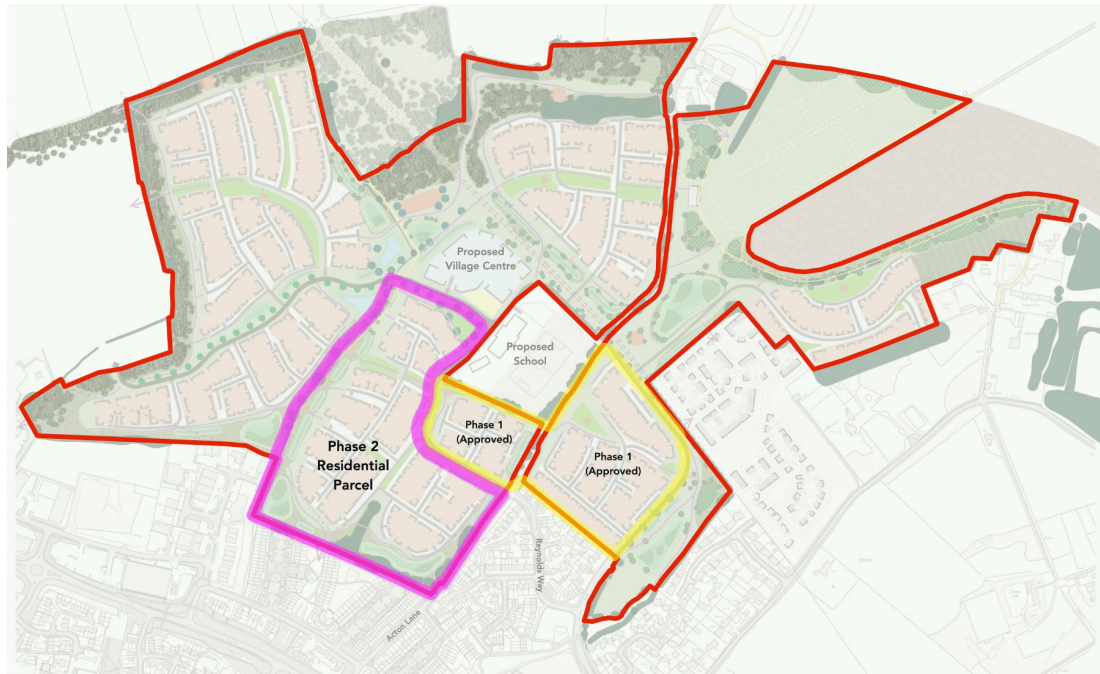 Proposed
Village Centre
Proposed
School
Phase 1
(Approved)
Phase 1
(Approved)
Phase 2
Residential
Parcel
Reynolds Way
Acton Lane